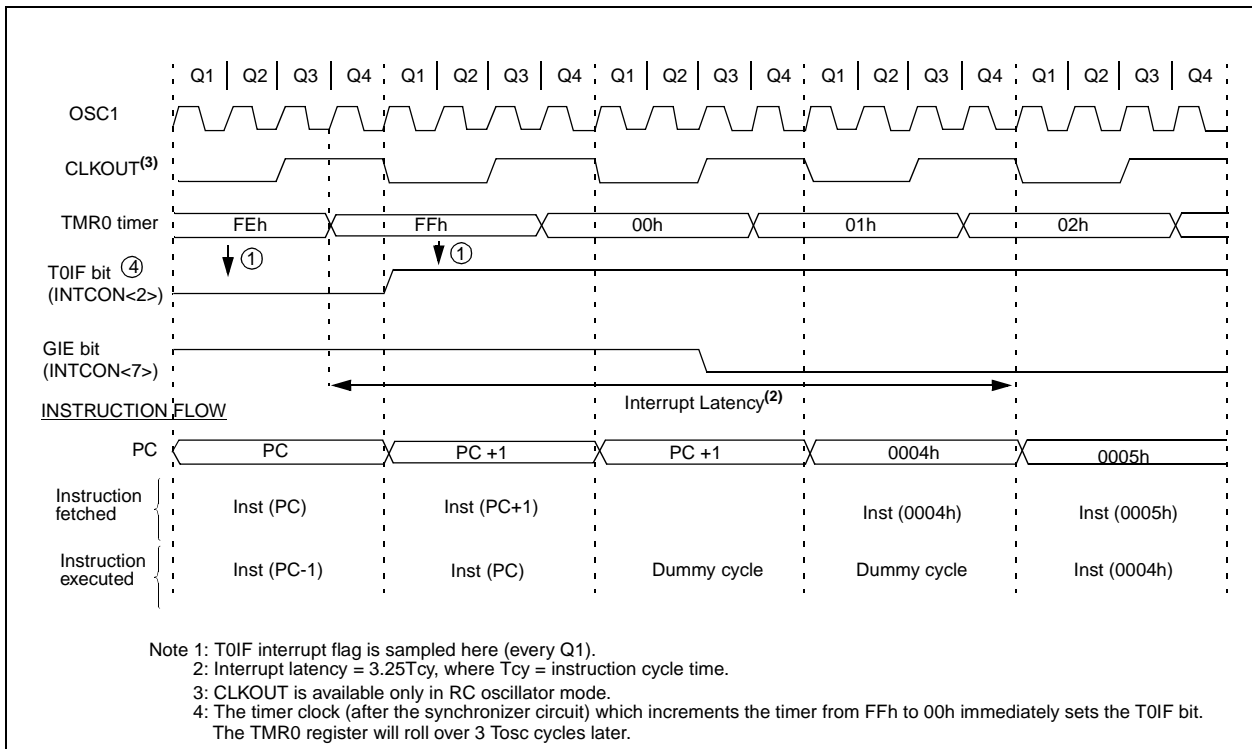 Q1 Q2 Q3 Q4 Q1 Q2 Q3 Q4 Q1 Q2 Q3 Q4 Q1 Q2 Q3 Q4 Q1 Q2 Q3 Q4
OSC1
CLKOUT(3)
TMR0 timer FEh FFh 00h 01h 02h
1 1
T0IF bit 4
(INTCON<2>)
GIE bit
(INTCON<7>)
Interrupt Latency(2)
INSTRUCTION FLOW
PC PC PC +1 PC +1 0004h 0005h
Instruction
fetched
Inst (PC) Inst (PC+1) Inst (0004h) Inst (0005h)
Instruction
executed
Inst (PC-1) Inst (PC) Dummy cycle Dummy cycle Inst (0004h)
Note 1: T0IF interrupt flag is sampled here (every Q1).
2: Interrupt latency = 3.25Tcy, where Tcy = instruction cycle time.
3: CLKOUT is available only in RC oscillator mode.
4: The timer clock (after the synchronizer circuit) which increments the timer from FFh to 00h immediately sets the T0IF bit.
The TMR0 register will roll over 3 Tosc cycles later.